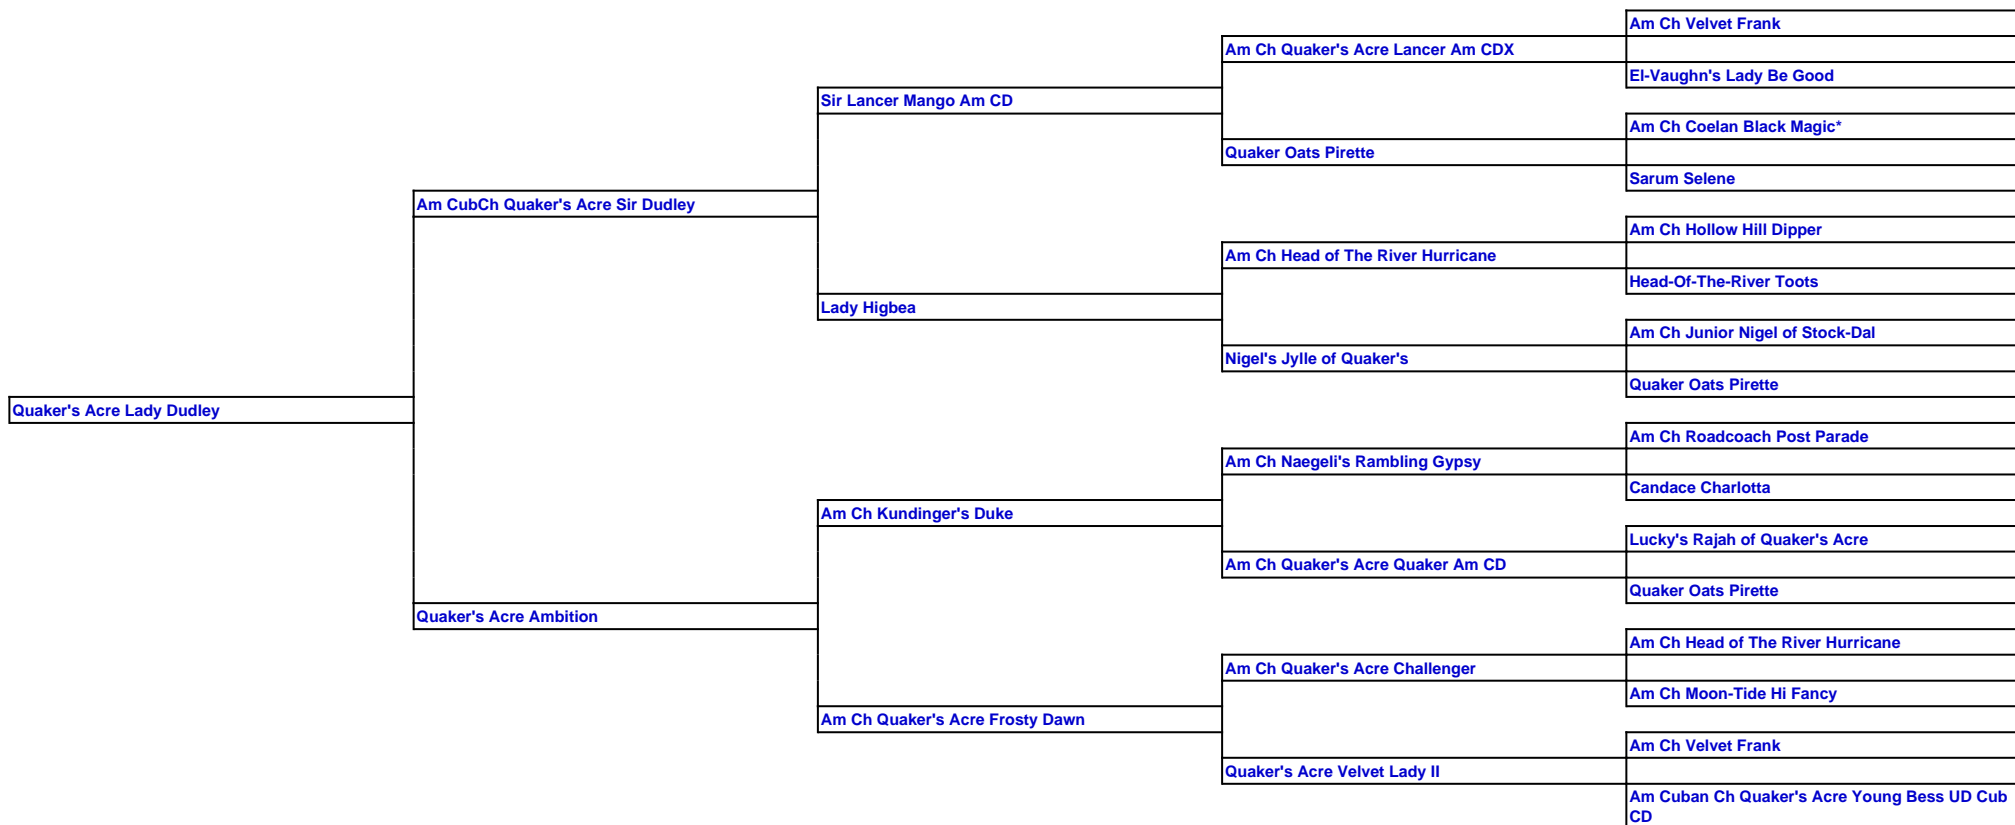 Am Ch Velvet Frank
Am Ch Quaker's Acre Lancer Am CDX
El-Vaughn's Lady Be Good
Sir Lancer Mango Am CD
Am Ch Coelan Black Magic*
Quaker Oats Pirette
Sarum Selene
Am CubCh Quaker's Acre Sir Dudley
Am Ch Hollow Hill Dipper
Am Ch Head of The River Hurricane
Head-Of-The-River Toots
Lady Higbea
Am Ch Junior Nigel of Stock-Dal
Nigel's Jylle of Quaker's
Quaker Oats Pirette
Quaker's Acre Lady Dudley
Am Ch Roadcoach Post Parade
Am Ch Naegeli's Rambling Gypsy
Candace Charlotta
Am Ch Kundinger's Duke
Lucky's Rajah of Quaker's Acre
Am Ch Quaker's Acre Quaker Am CD
Quaker Oats Pirette
Quaker's Acre Ambition
Am Ch Head of The River Hurricane
Am Ch Quaker's Acre Challenger
Am Ch Moon-Tide Hi Fancy
Am Ch Quaker's Acre Frosty Dawn
Am Ch Velvet Frank
Quaker's Acre Velvet Lady II
Am Cuban Ch Quaker's Acre Young Bess UD Cub
CD